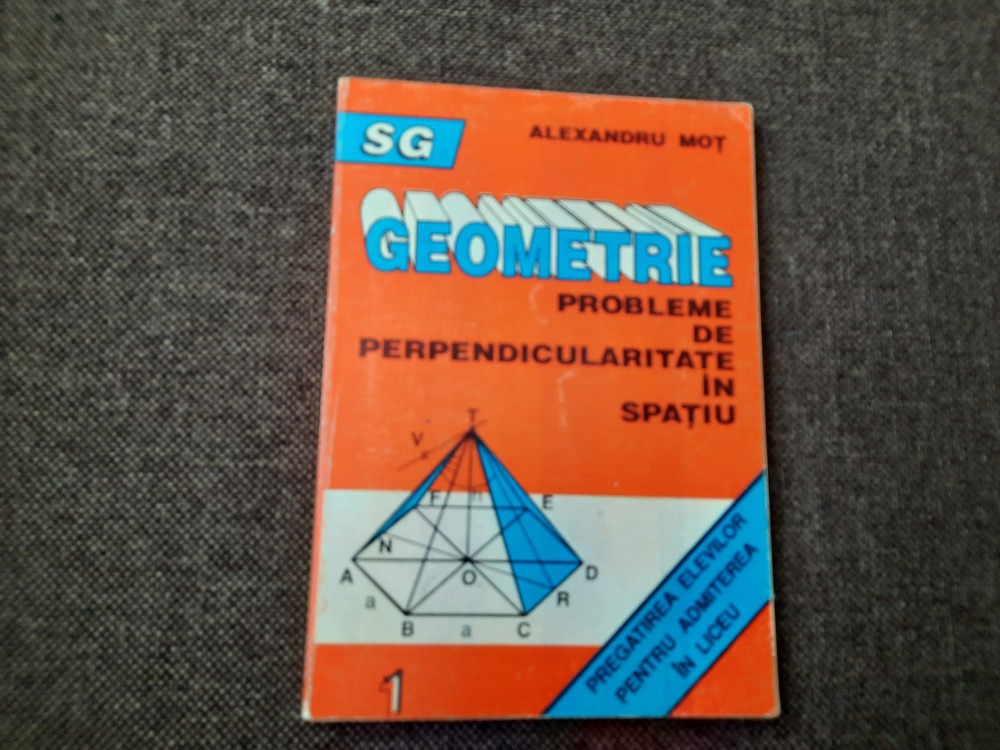 SG
ALEXANDRU MOȚ
GEOMETRIE
PROBLEME
DE
PERPENDICULARITATE
ÎN
SPAȚIU
T
V
F
h
E
N
A
O
D
a
R
B
a
C
PREGATIREA ELEVILOR
PENTRU ADMITEREA
ÎN LICEU
1